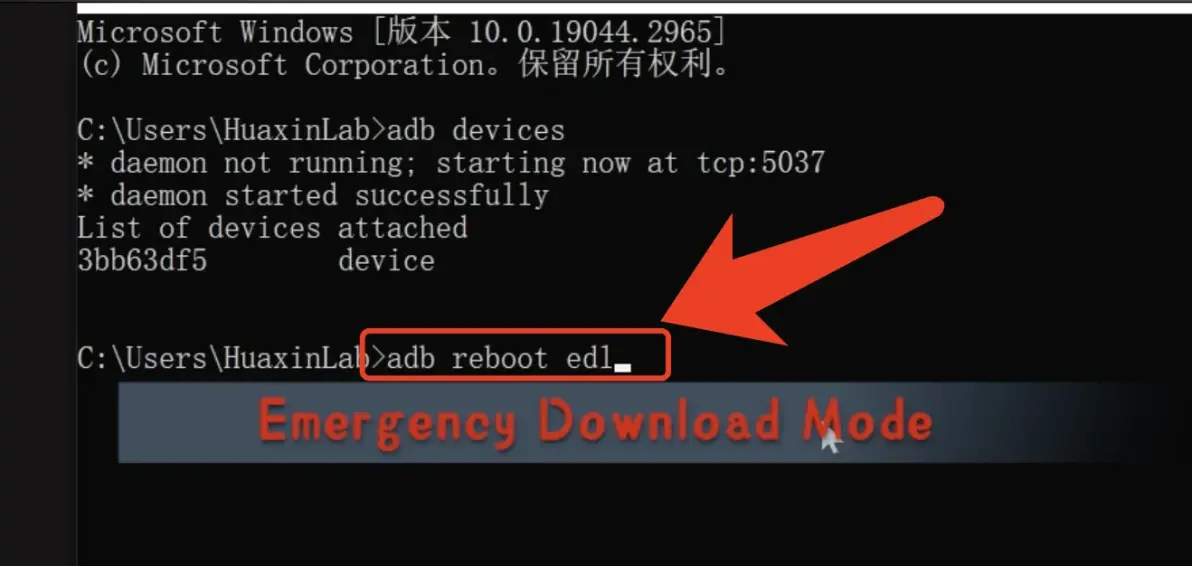 Microsoft Windows [版本 10.0.19044.2965]
(c) Microsoft Corporation。保留所有权利。
C:\Users\HuaxinLab>adb devices
* daemon not running; starting now at tcp:5037
* daemon started successfully
List of devices attached
3bb63df5 device
C:\Users\HuaxinLab>adb reboot edl
Emergency Download Mode